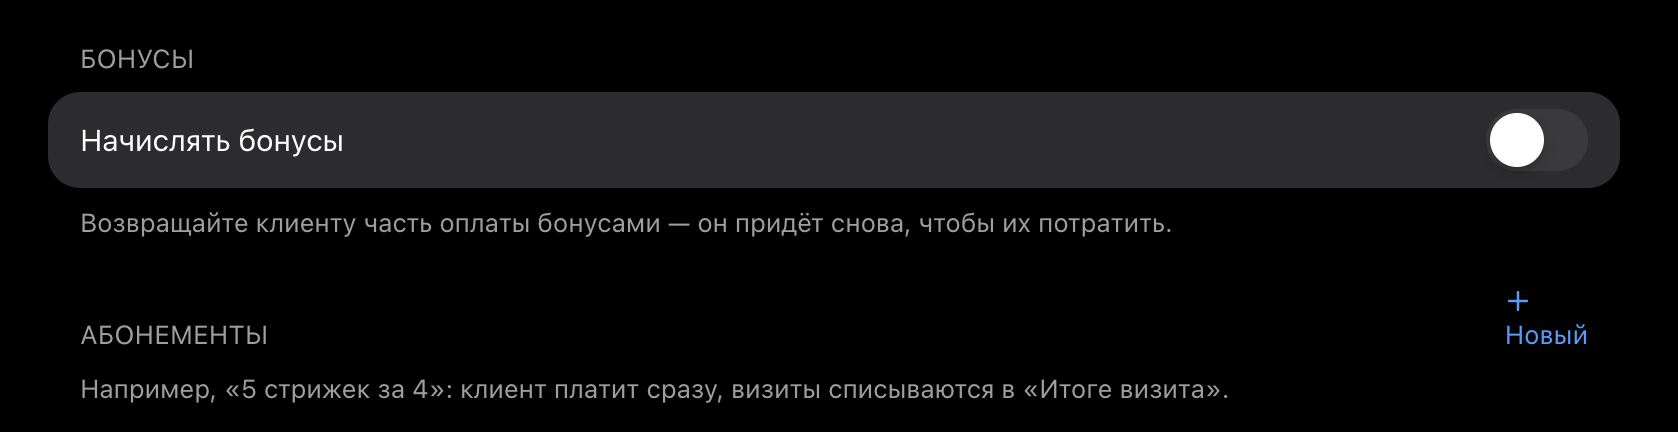 БОНУСЫ
Начислять бонусы
Возвращайте клиенту часть оплаты бонусами — он придёт снова, чтобы их потратить.
+
АБОНЕМЕНТЫ
Новый
Например, «5 стрижек за 4»: клиент платит сразу, визиты списываются в «Итоге визита».